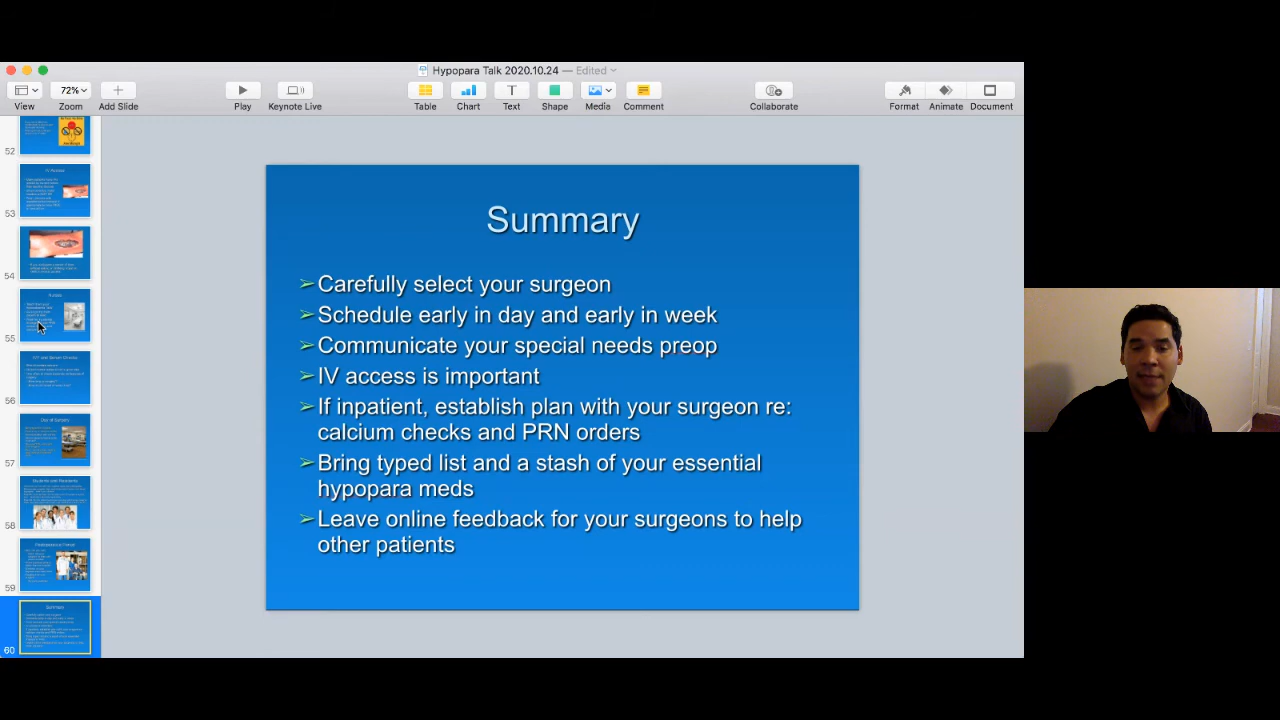 Hypopara Talk 2020.10.24 — Edited
72%
View
Zoom
Add Slide
Play
Keynote Live
Table
Chart
Text
Shape
Media
Comment
Collaborate
Format
Animate
Document
52
53
54
55
56
57
Students and Residents
58
59
Summary
60
Summary
➢Carefully select your surgeon
➢Schedule early in day and early in week
➢Communicate your special needs preop
➢IV access is important
➢If inpatient, establish plan with your surgeon re:
calcium checks and PRN orders
➢Bring typed list and a stash of your essential
hypopara meds
➢Leave online feedback for your surgeons to help
other patients